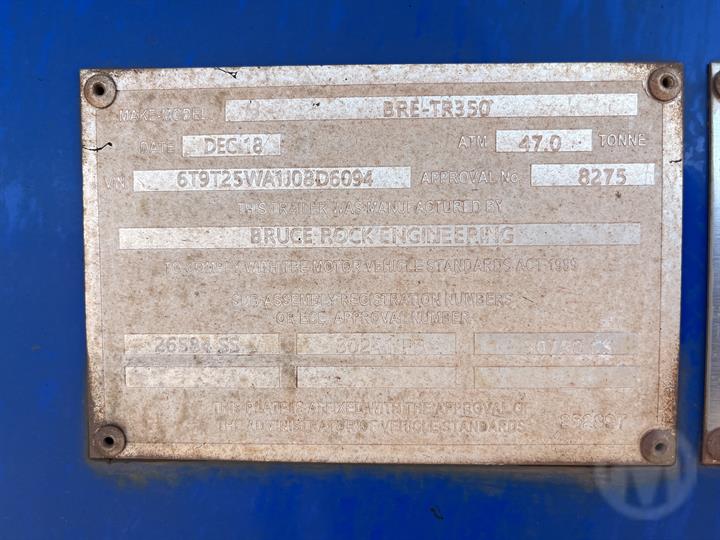 MAKE-MODEL BRE-TR350
DATE DEC 18 ATM 47.0 TONNE
VIN 6T9T25WA1J0BD6094 APPROVAL No 8275
THIS TRAILER WAS MANUFACTURED BY
BRUCE ROCK ENGINEERING
TO COMPLY WITH THE MOTOR VEHICLE STANDARDS ACT 1989
SUB-ASSEMBLY REGISTRATION NUMBERS
OR ECE APPROVAL NUMBER
26584 SS
THIS PLATE IS AFFIXED WITH THE APPROVAL OF
THE ADMINISTRATOR OF VEHICLE STANDARDS
M